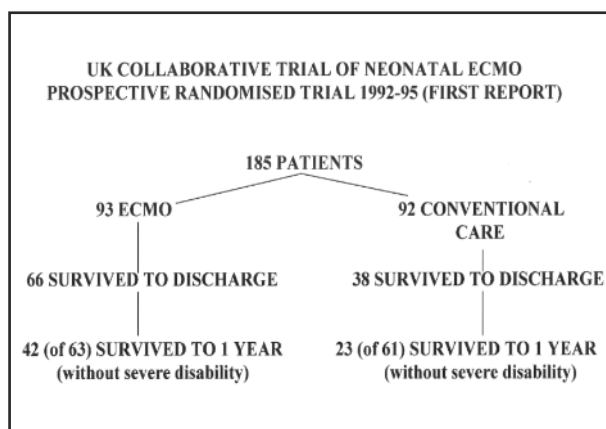 UK COLLABORATIVE TRIAL OF NEONATAL ECMO
PROSPECTIVE RANDOMISED TRIAL 1992-95 (FIRST REPORT)
185 PATIENTS
93 ECMO
92 CONVENTIONAL
CARE
66 SURVIVED TO DISCHARGE
38 SURVIVED TO DISCHARGE
42 (of 63) SURVIVED TO 1 YEAR
(without severe disability)
23 (of 61) SURVIVED TO 1 YEAR
(without severe disability)